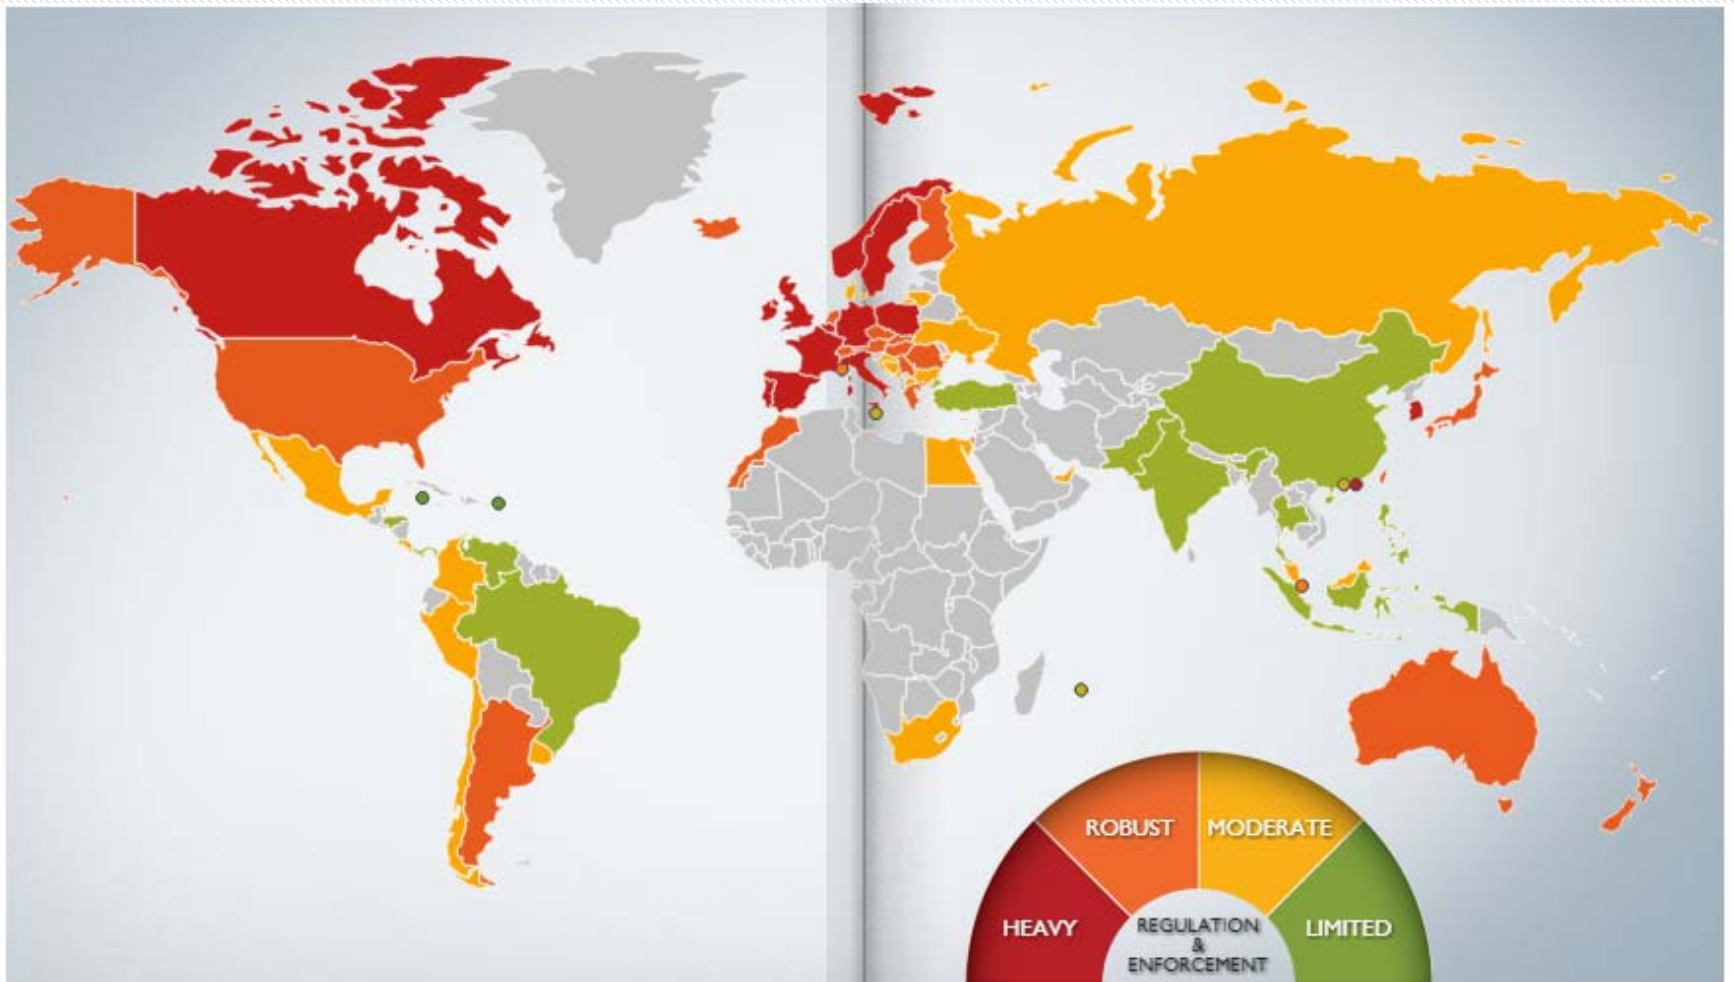 ROBUST
MODERATE
HEAVY
REGULATION
&
ENFORCEMENT
LIMITED